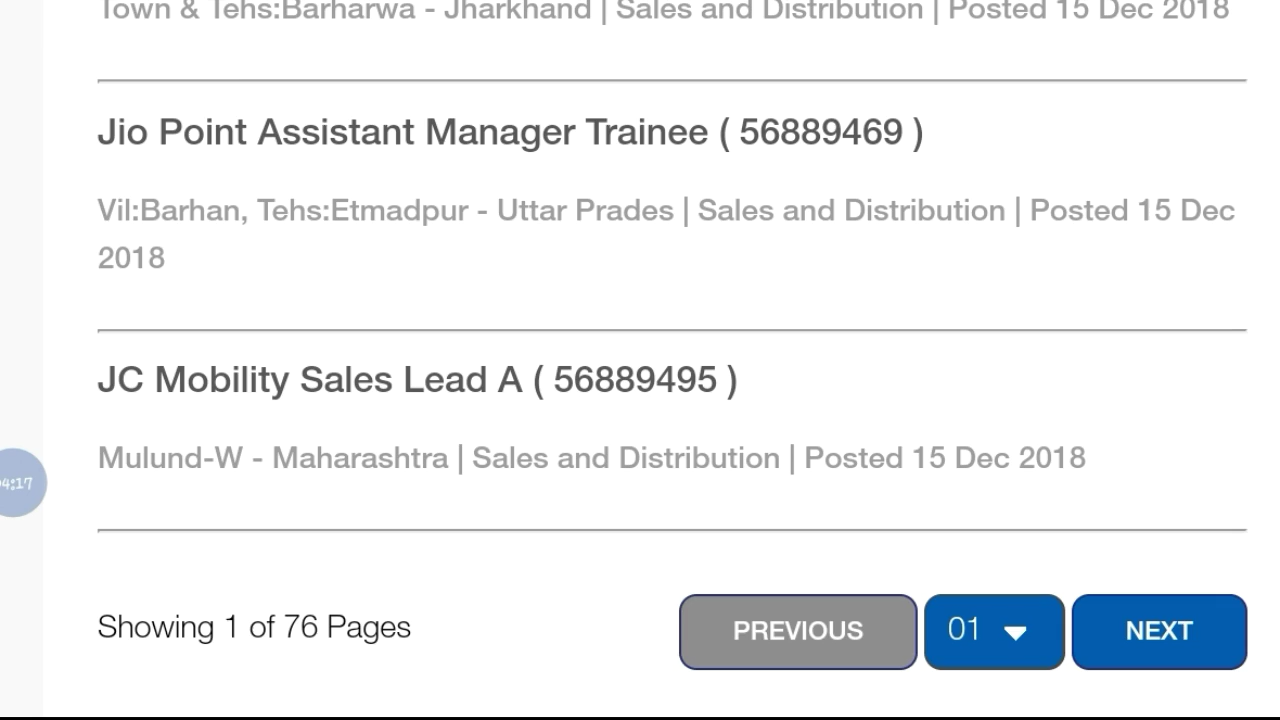 Town & Tehs:Barharwa - Jharkhand | Sales and Distribution | Posted 15 Dec 2018
Jio Point Assistant Manager Trainee ( 56889469 )
Vil:Barhan, Tehs:Etmadpur - Uttar Prades | Sales and Distribution | Posted 15 Dec
2018
JC Mobility Sales Lead A ( 56889495 )
Mulund-W - Maharashtra | Sales and Distribution | Posted 15 Dec 2018
04:17
Showing 1 of 76 Pages
PREVIOUS
01
NEXT